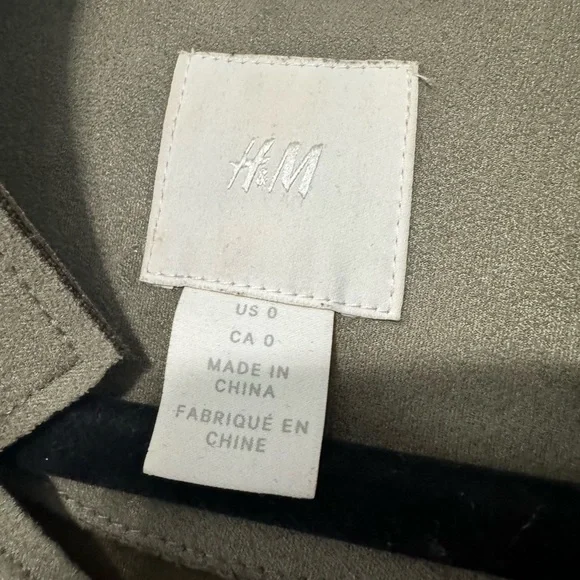 H&M
US 0
CA 0
MADE IN
CHINA
FABRIQUÉ EN
CHINE